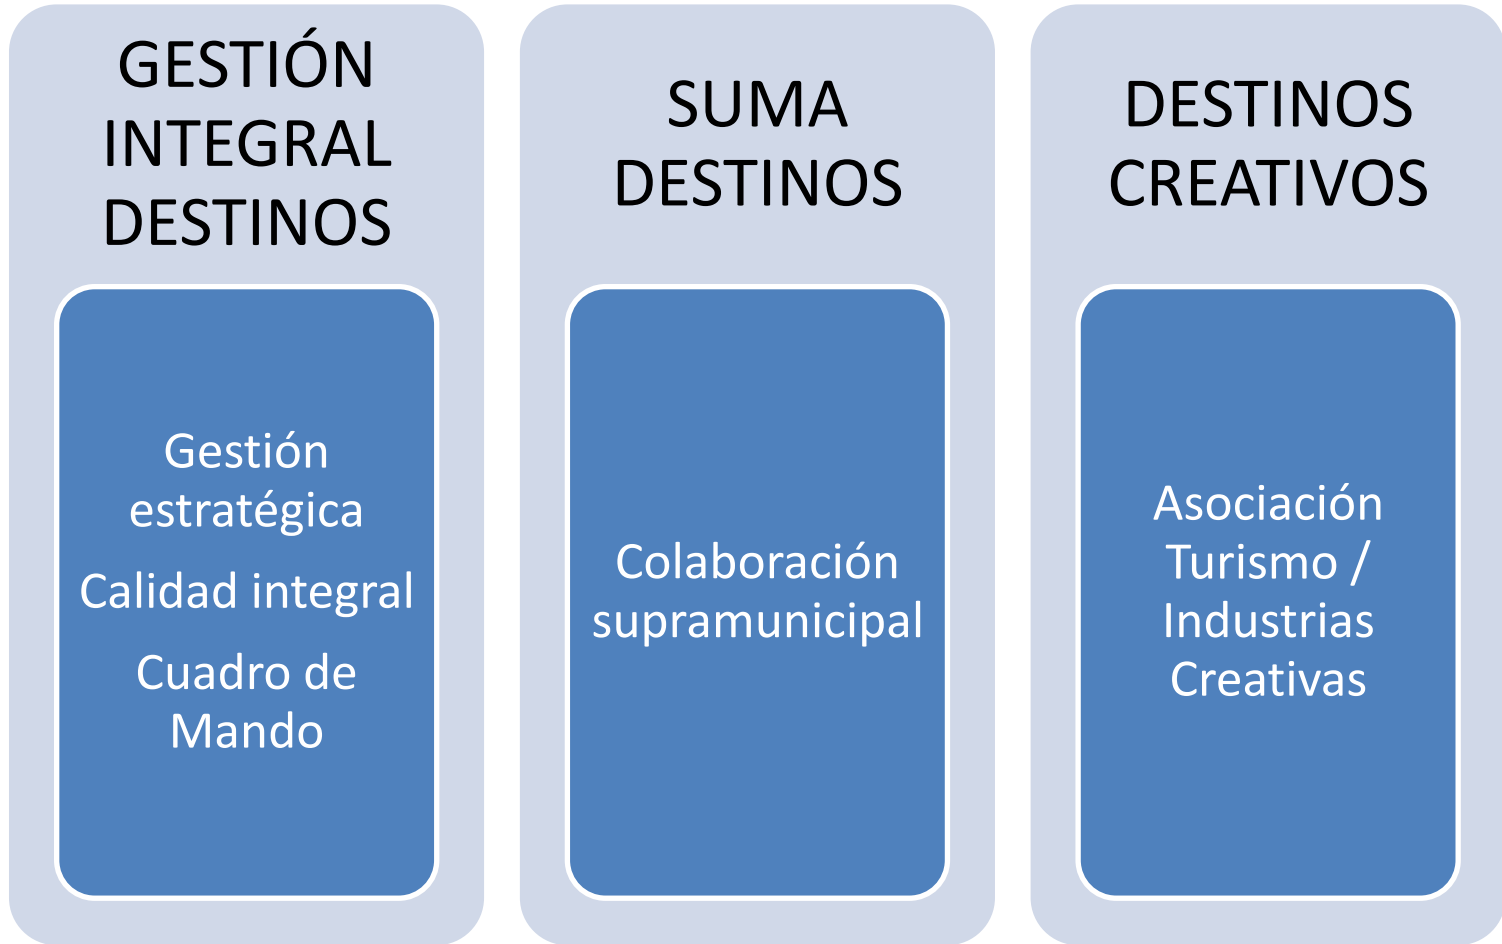 GESTIÓN
INTEGRAL
DESTINOS
Gestión
estratégica
Calidad integral
Cuadro de
Mando
SUMA
DESTINOS
Colaboración
supramunicipal
DESTINOS
CREATIVOS
Asociación
Turismo /
Industrias
Creativas